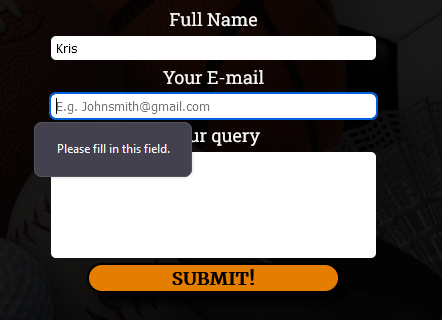 Full Name
Kris
Your E-mail
E.g. Johnsmith@gmail.com
Please fill in this field.
ur query
SUBMIT!